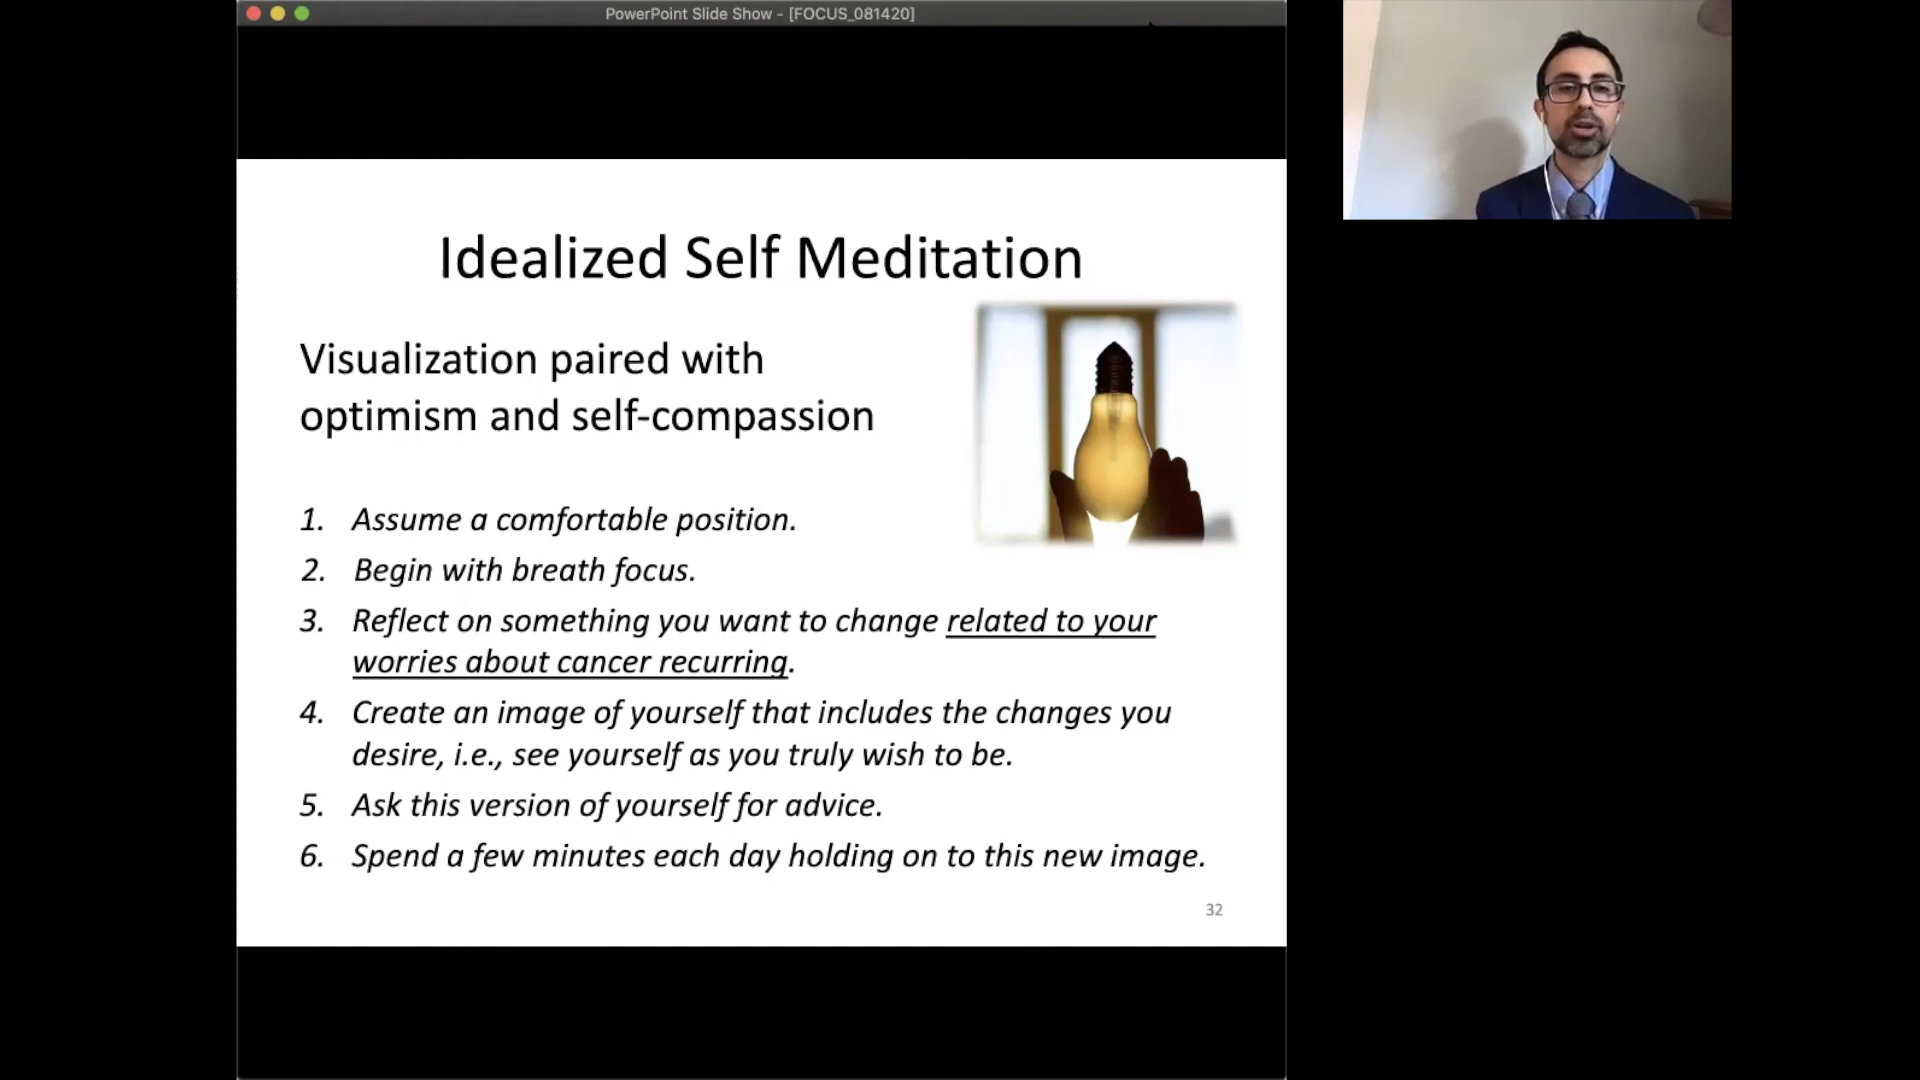 PowerPoint Slide Show - [FOCUS_081420]
Idealized Self Meditation
Visualization paired with
optimism and self-compassion
1. Assume a comfortable position.
2. Begin with breath focus.
3. Reflect on something you want to change related to your
worries about cancer recurring.
4. Create an image of yourself that includes the changes you
desire, i.e., see yourself as you truly wish to be.
5. Ask this version of yourself for advice.
6. Spend a few minutes each day holding on to this new image.
32